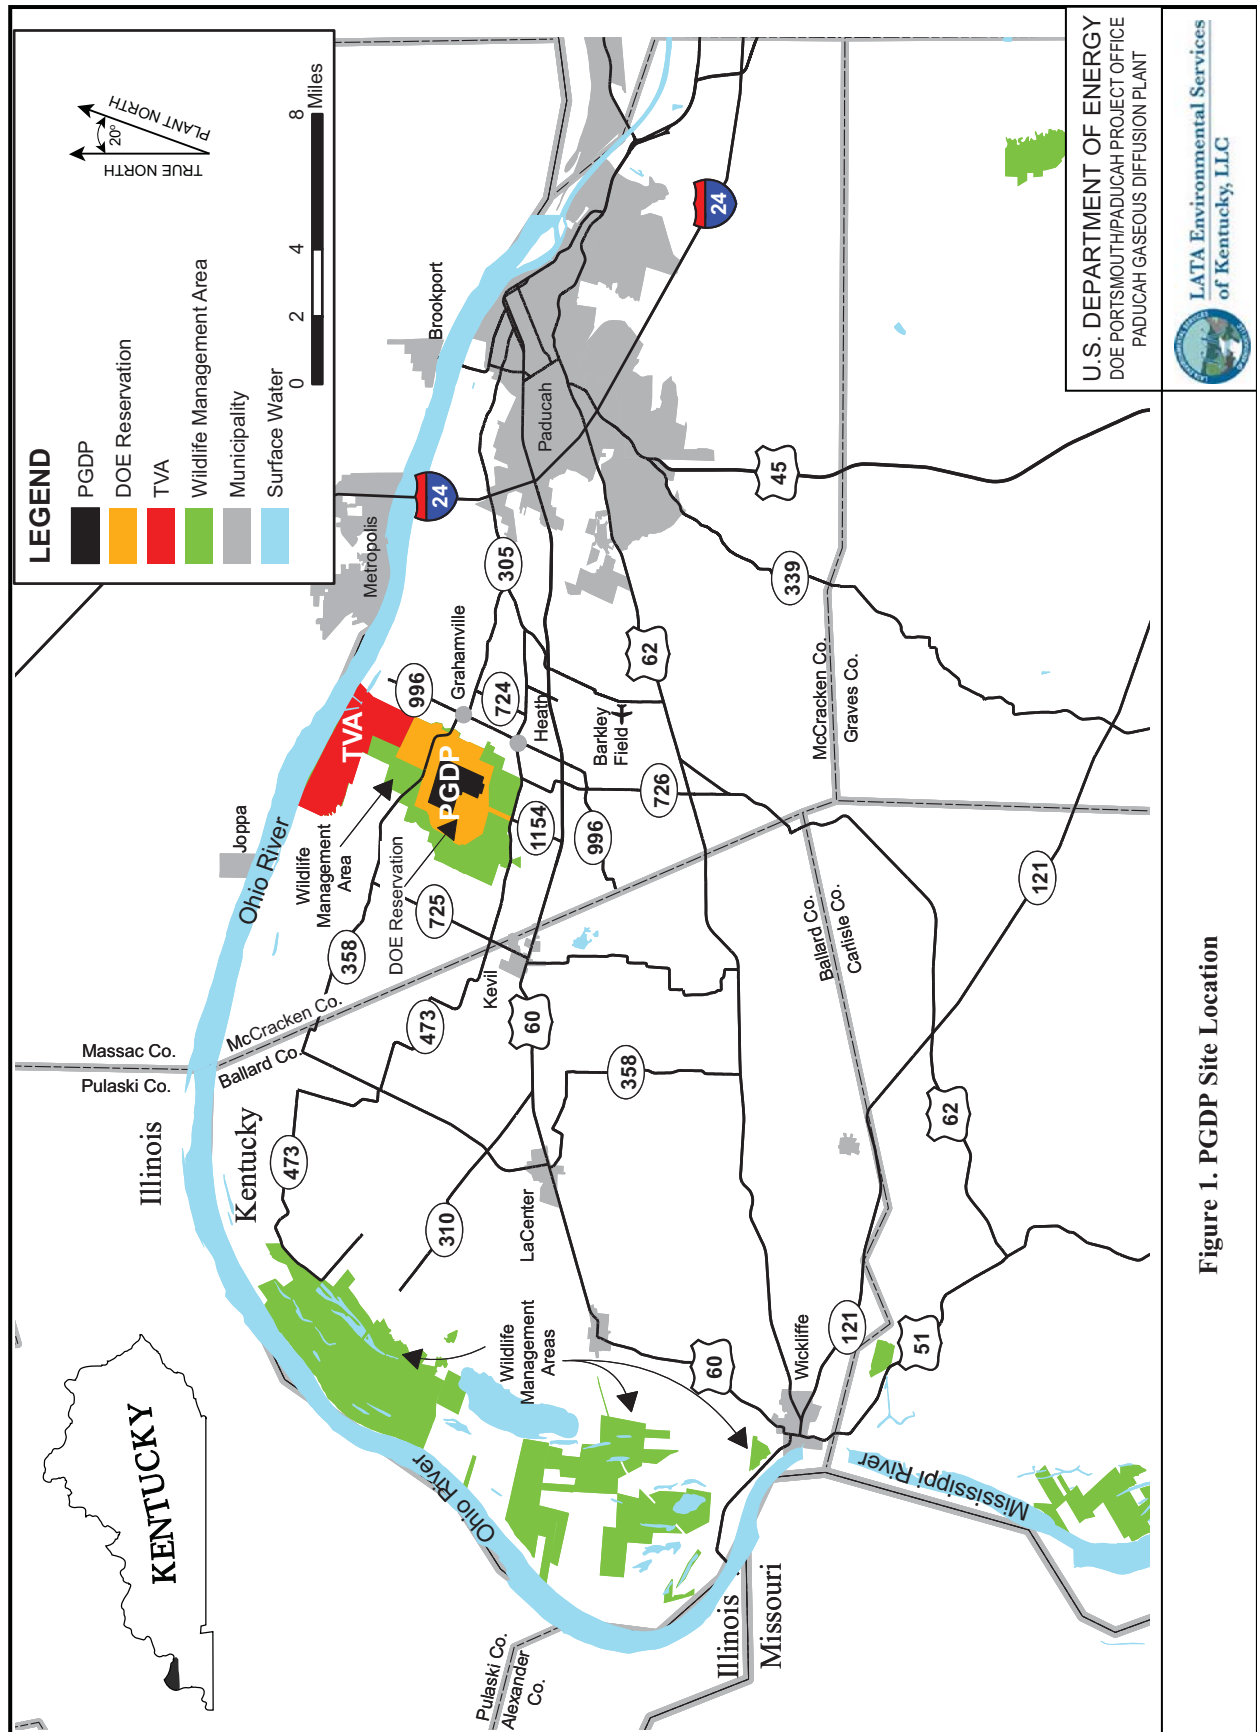 KENTUCKY
LEGEND
PGDP
DOE Reservation
TVA
Wildlife Management Area
Municipality
Surface Water
TRUE NORTH
20°
PLANT NORTH
0
2
4
8
Miles
Massac Co.
Pulaski Co.
Illinois
Kentucky
McCracken Co.
Ballard Co.
Joppa
Ohio River
Metropolis
Brookport
24
TVA
Wildlife
Management
Area
DOE Reservation
PGDP
358
725
473
473
310
996
Grahamville
724
305
Heath
1154
996
Kevil
60
LaCenter
358
Barkley
Field
726
62
Paducah
24
45
339
McCracken Co.
Graves Co.
Ballard Co.
Carlisle Co.
121
62
Wildlife
Management
Areas
Ohio River
60
Wickliffe
121
51
Mississippi River
Pulaski Co.
Alexander
Co.
Illinois
Missouri
U.S. DEPARTMENT OF ENERGY
DOE PORTSMOUTH/PADUCAH PROJECT OFFICE
PADUCAH GASEOUS DIFFUSION PLANT
LATA Environmental Services
of Kentucky, LLC
Figure 1. PGDP Site Location